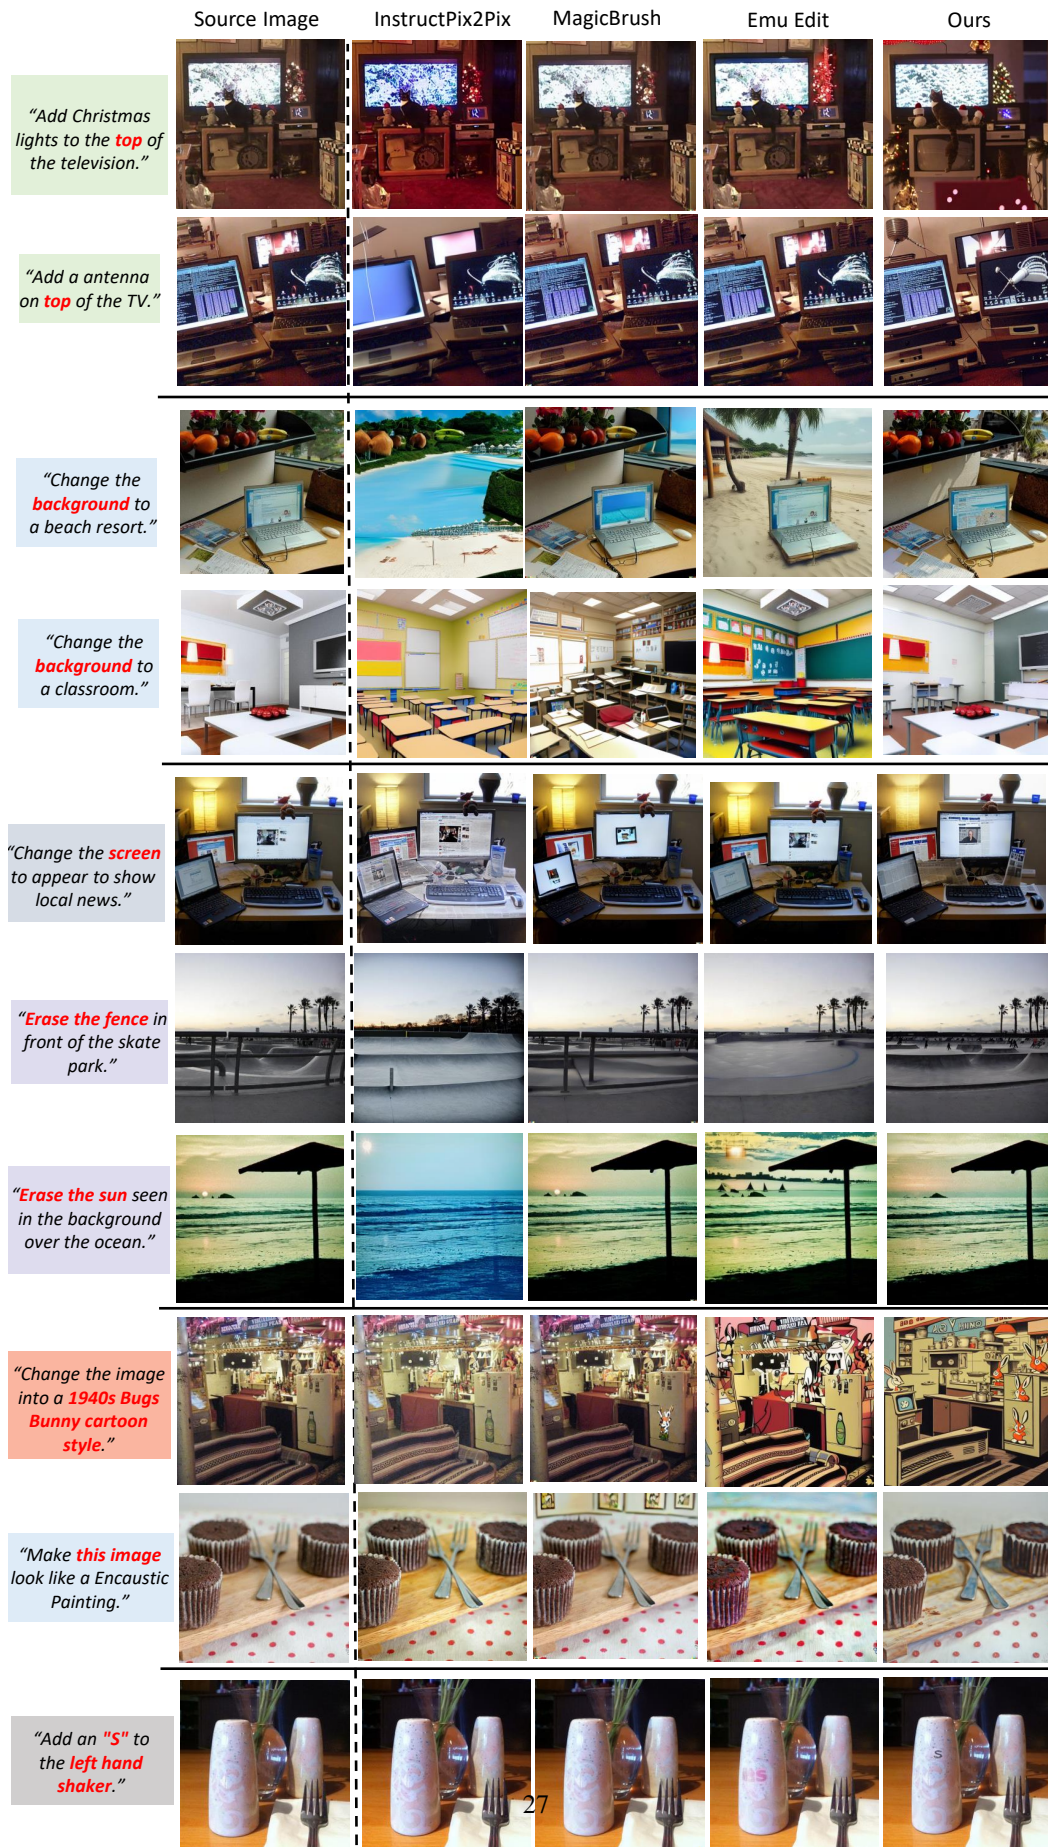 Source Image InstructPix2Pix MagicBrush Emu Edit Ours
“Add Christmas
lights to the top of
the television.”
“Add a antenna
on top of the TV.”
“Change the
background to
a beach resort.”
“Change the
background to
a classroom.”
“Change the screen
to appear to show
local news.”
“Erase the fence in
front of the skate
park.”
“Erase the sun seen
in the background
over the ocean.”
“Change the image
into a 1940s Bugs
Bunny cartoon
style.”
“Make this image
look like a Encaustic
Painting.”
“Add an "S" to
the left hand
shaker.”
S
27